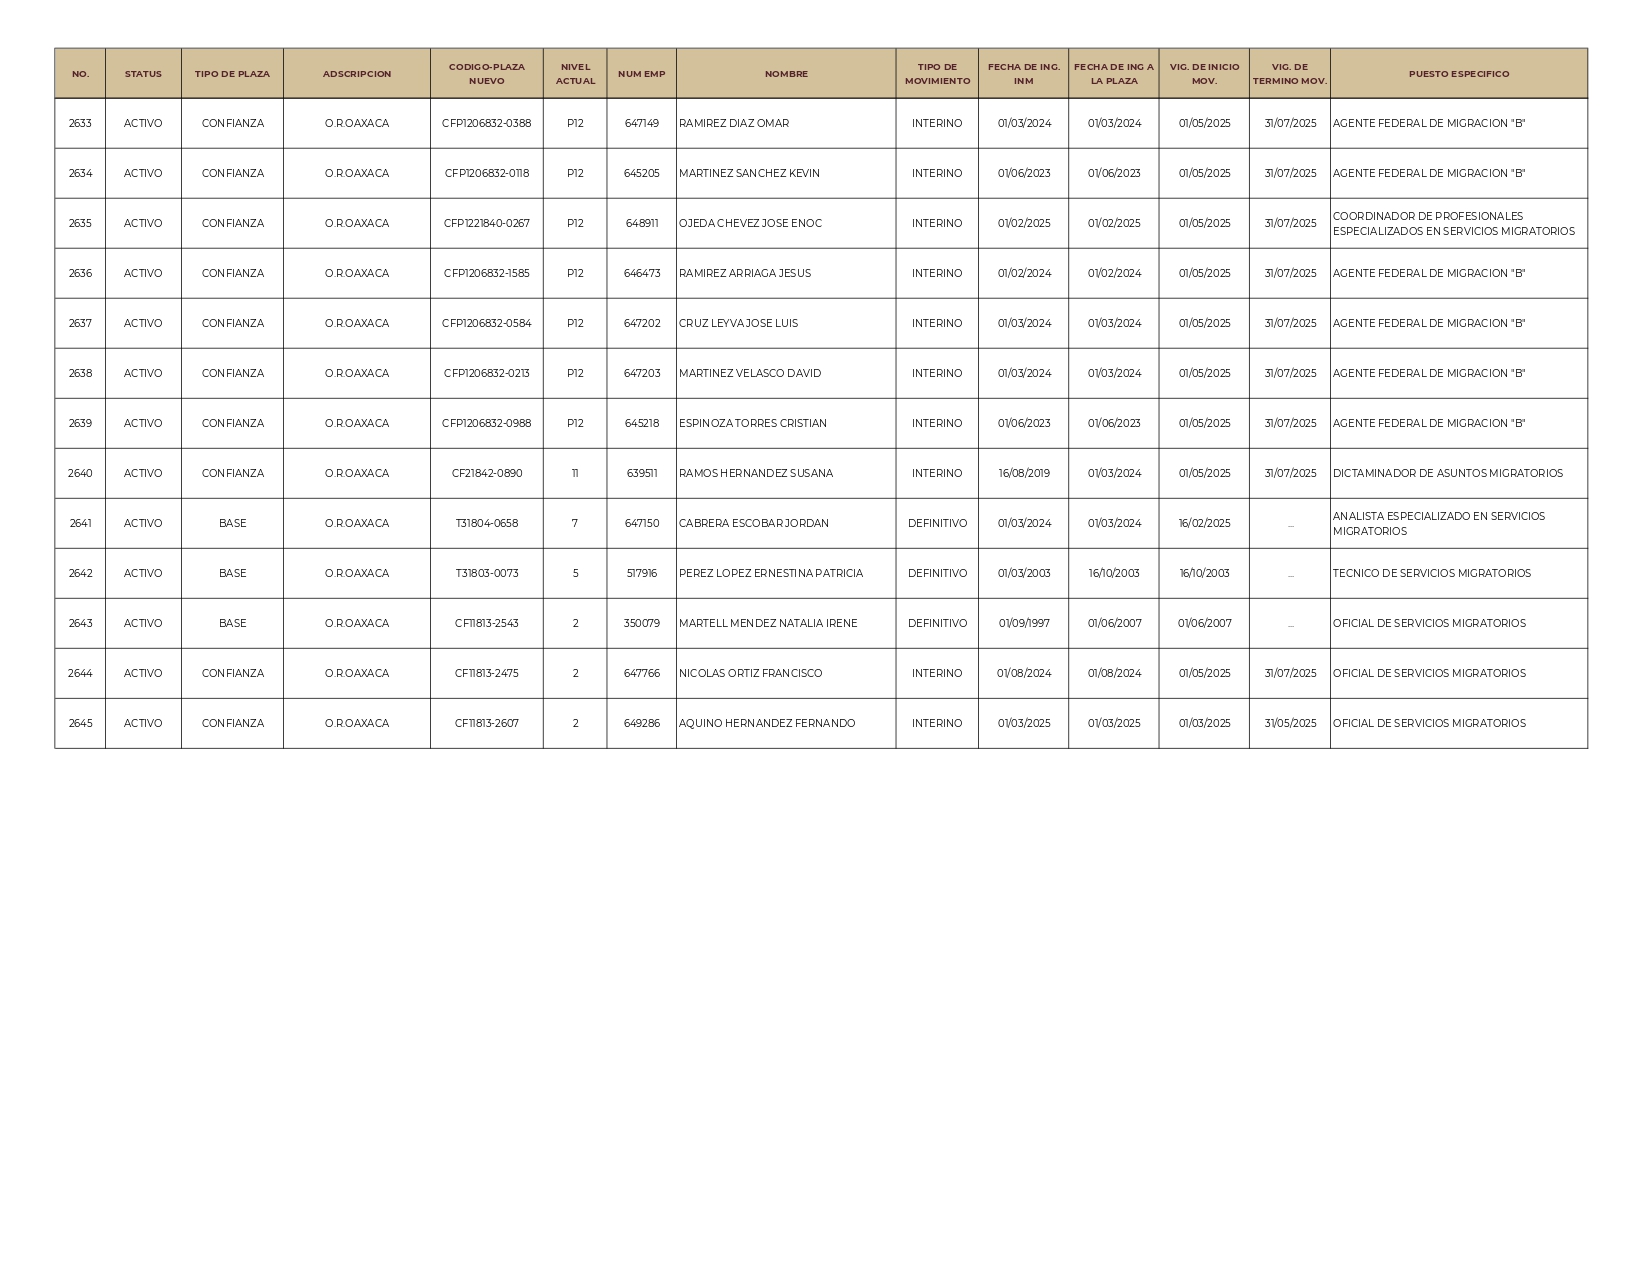 NO. STATUS TIPO DE PLAZA ADSCRIPCION CODIGO-PLAZA NUEVO NIVEL ACTUAL NUM EMP NOMBRE TIPO DE MOVIMIENTO FECHA DE ING. INM FECHA DE ING A LA PLAZA VIG. DE INICIO MOV. VIG. DE TERMINO MOV. PUESTO ESPECIFICO
2633 ACTIVO CONFIANZA O.R.OAXACA CFP1206832-0388 P12 647149 RAMIREZ DIAZ OMAR INTERINO 01/03/2024 01/03/2024 01/05/2025 31/07/2025 AGENTE FEDERAL DE MIGRACION "B"
2634 ACTIVO CONFIANZA O.R.OAXACA CFP1206832-0118 P12 645205 MARTINEZ SANCHEZ KEVIN INTERINO 01/06/2023 01/06/2023 01/05/2025 31/07/2025 AGENTE FEDERAL DE MIGRACION "B"
2635 ACTIVO CONFIANZA O.R.OAXACA CFP1221840-0267 P12 648911 OJEDA CHEVEZ JOSE ENOC INTERINO 01/02/2025 01/02/2025 01/05/2025 31/07/2025 COORDINADOR DE PROFESIONALES
ESPECIALIZADOS EN SERVICIOS MIGRATORIOS
2636 ACTIVO CONFIANZA O.R.OAXACA CFP1206832-1585 P12 646473 RAMIREZ ARRIAGA JESUS INTERINO 01/02/2024 01/02/2024 01/05/2025 31/07/2025 AGENTE FEDERAL DE MIGRACION "B"
2637 ACTIVO CONFIANZA O.R.OAXACA CFP1206832-0584 P12 647202 CRUZ LEYVA JOSE LUIS INTERINO 01/03/2024 01/03/2024 01/05/2025 31/07/2025 AGENTE FEDERAL DE MIGRACION "B"
2638 ACTIVO CONFIANZA O.R.OAXACA CFP1206832-0213 P12 647203 MARTINEZ VELASCO DAVID INTERINO 01/03/2024 01/03/2024 01/05/2025 31/07/2025 AGENTE FEDERAL DE MIGRACION "B"
2639 ACTIVO CONFIANZA O.R.OAXACA CFP1206832-0988 P12 645218 ESPINOZA TORRES CRISTIAN INTERINO 01/06/2023 01/06/2023 01/05/2025 31/07/2025 AGENTE FEDERAL DE MIGRACION "B"
2640 ACTIVO CONFIANZA O.R.OAXACA CF21842-0890 11 639511 RAMOS HERNANDEZ SUSANA INTERINO 16/08/2019 01/03/2024 01/05/2025 31/07/2025 DICTAMINADOR DE ASUNTOS MIGRATORIOS
2641 ACTIVO BASE O.R.OAXACA T31804-0658 7 647150 CABRERA ESCOBAR JORDAN DEFINITIVO 01/03/2024 01/03/2024 16/02/2025 ... ANALISTA ESPECIALIZADO EN SERVICIOS
MIGRATORIOS
2642 ACTIVO BASE O.R.OAXACA T31803-0073 5 517916 PEREZ LOPEZ ERNESTINA PATRICIA DEFINITIVO 01/03/2003 16/10/2003 16/10/2003 ... TECNICO DE SERVICIOS MIGRATORIOS
2643 ACTIVO BASE O.R.OAXACA CF11813-2543 2 350079 MARTELL MENDEZ NATALIA IRENE DEFINITIVO 01/09/1997 01/06/2007 01/06/2007 ... OFICIAL DE SERVICIOS MIGRATORIOS
2644 ACTIVO CONFIANZA O.R.OAXACA CF11813-2475 2 647766 NICOLAS ORTIZ FRANCISCO INTERINO 01/08/2024 01/08/2024 01/05/2025 31/07/2025 OFICIAL DE SERVICIOS MIGRATORIOS
2645 ACTIVO CONFIANZA O.R.OAXACA CF11813-2607 2 649286 AQUINO HERNANDEZ FERNANDO INTERINO 01/03/2025 01/03/2025 01/03/2025 31/05/2025 OFICIAL DE SERVICIOS MIGRATORIOS